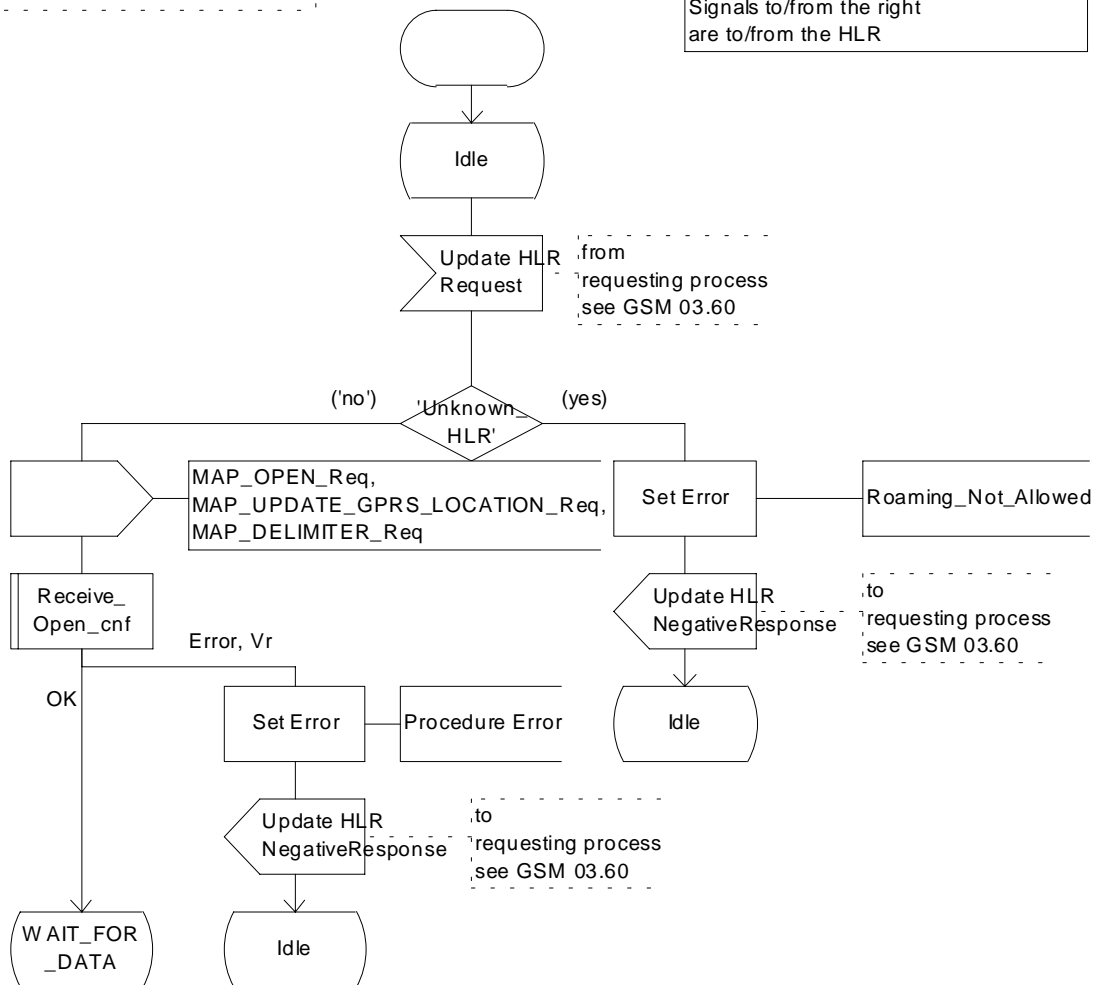 Signals to/from the right
are to/from the HLR
Idle
Update HLR
Request
from
requesting process
see GSM 03.60
('no')
'Unknown_
HLR'
(yes)
MAP_OPEN_Req,
MAP_UPDATE_GPRS_LOCATION_Req,
MAP_DELIMITER_Req
Set Error
Roaming_Not_Allowed
Receive_
Open_cnf
Update HLR
NegativeResponse
to
requesting process
see GSM 03.60
Error, Vr
OK
Set Error
Procedure Error
Idle
Update HLR
NegativeResponse
to
requesting process
see GSM 03.60
WAIT_FOR
_DATA
Idle